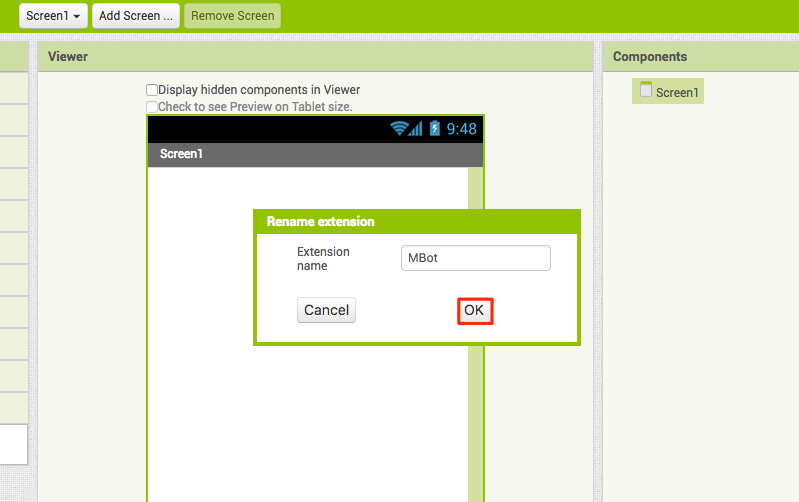 Screen1
Add Screen ...
Remove Screen
Viewer
Components
Display hidden components in Viewer
Check to see Preview on Tablet size.
Screen1
9:48
Screen1
Rename extension
Extension
name
MBot
Cancel
OK